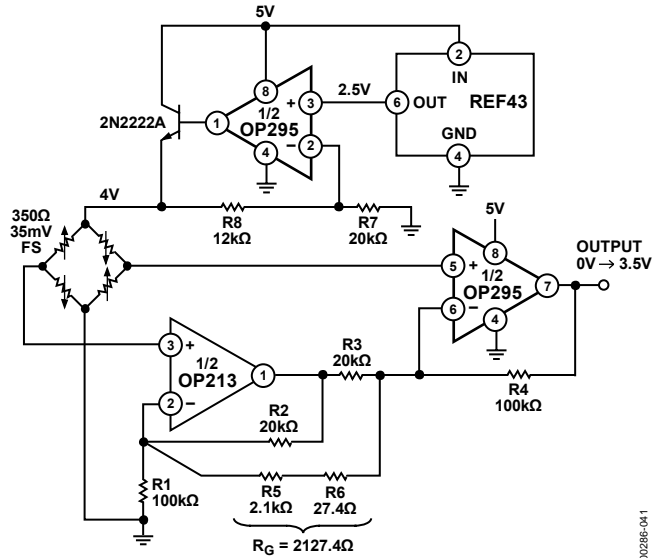 5V
2
IN
8
1/2
OP295
+
3
2.5V
6
OUT
REF43
2N2222A
1
4
−
2
GND
4
4V
R8
12kΩ
R7
20kΩ
350Ω
35mV
FS
5V
8
OUTPUT
0V → 3.5V
5
+
1/2
OP295
7
6
−
4
3
+
1/2
OP213
1
R3
20kΩ
R4
100kΩ
2
−
R2
20kΩ
R1
100kΩ
R5
2.1kΩ
R6
27.4Ω
RG = 2127.4Ω
00286-041